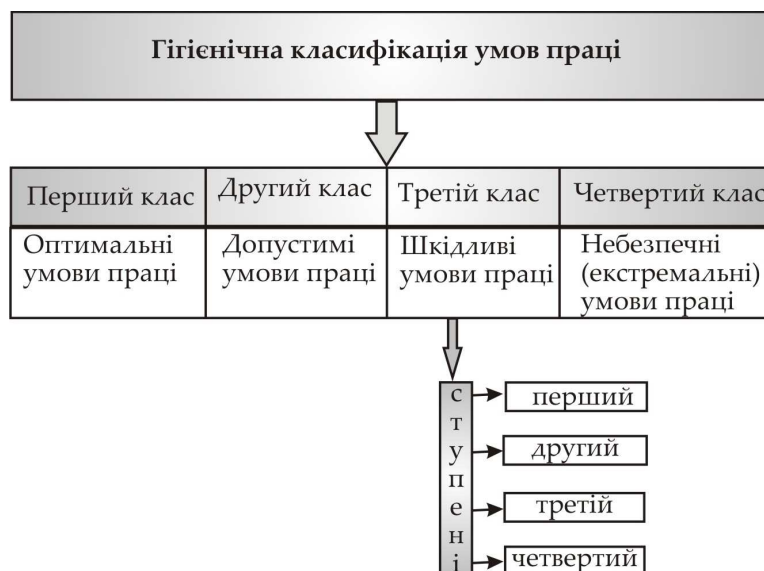 Гігієнічна класифікація умов праці
Перший клас
Другий клас
Третій клас
Четвертий клас
Оптимальні
умови праці
Допустимі
умови праці
Шкідливі
умови праці
Небезпечні
(екстремальні)
умови праці
ступені
перший
другий
третій
четвертий